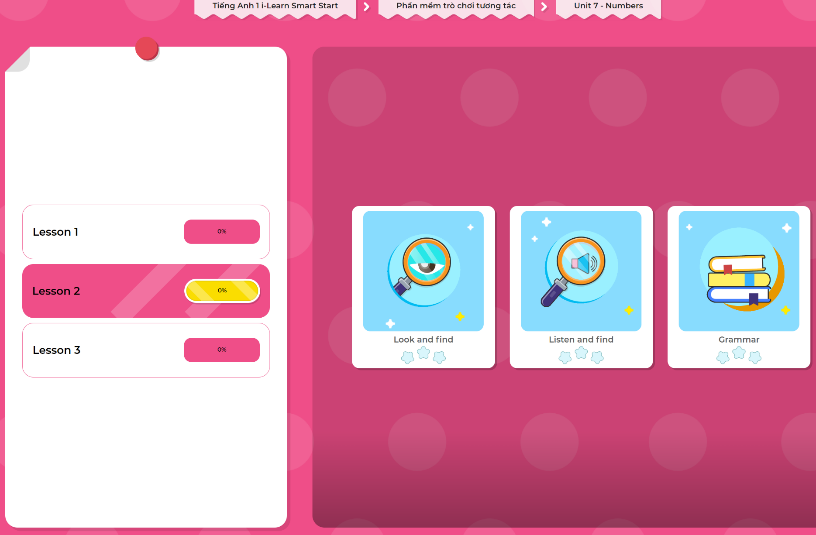 Tiếng Anh 1 i-Learn Smart Start
Phần mềm trò chơi tương tác
Unit 7 - Numbers
Lesson 1
0%
Lesson 2
0%
Lesson 3
0%
Look and find
Listen and find
Grammar